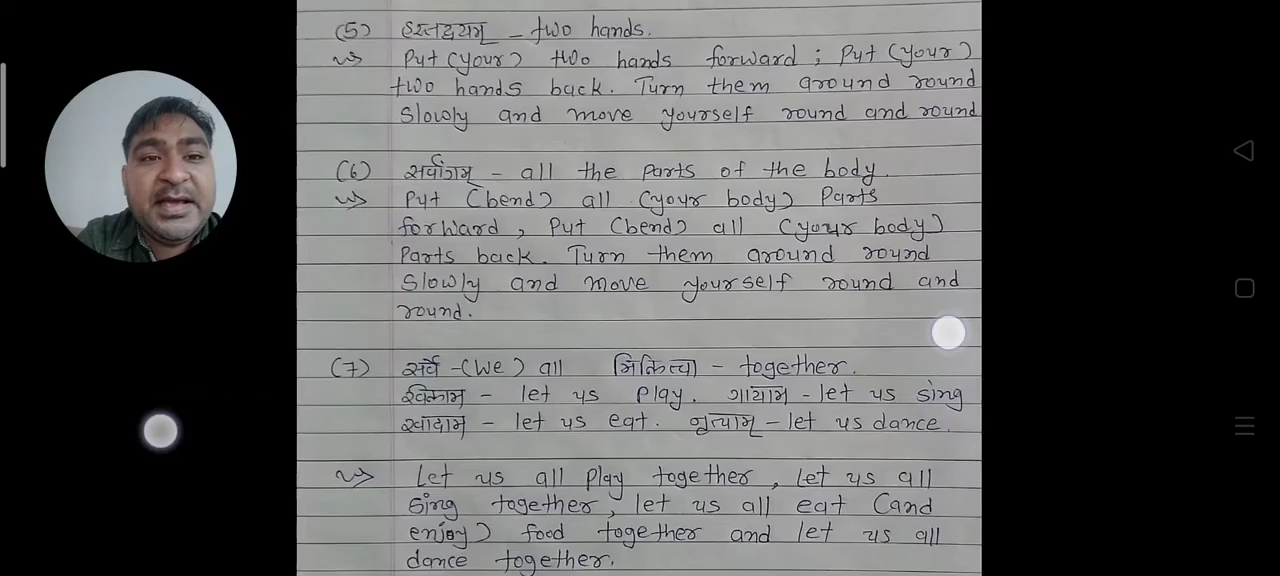 (5) हस्तद्वयम् - two hands.
Put (your) two hands forward ; Put (your)
two hands back. Turn them around round
Slowly and move yourself round and round
(6) सर्वांगम् - all the parts of the body.
Put (bend) all (your body) Parts
forward, Put (bend) all (your body)
Parts back. Turn them around round
Slowly and move yourself round and
round.
(7) सर्वे - (We) all मिलित्वा - together.
खेलाम - let us Play. गायाम - let us sing
खादाम - let us eat. नृत्याम् - let us dance.
Let us all Play together, let us all
Sing together, let us all eat (and
enjoy) food together and let us all
dance together.